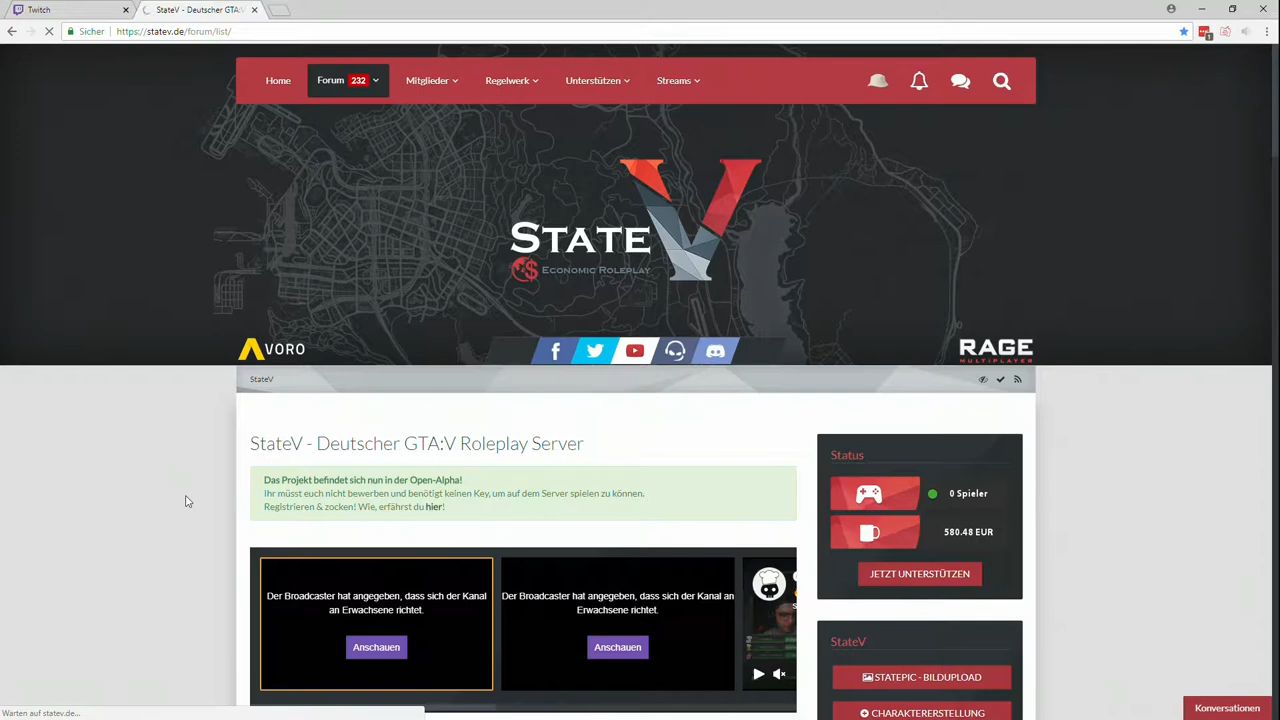 Twitch
StateV - Deutscher GTA:V
Sicher
https://statev.de/forum/list/
1
Home
Forum 232
Mitglieder
Regelwerk
Unterstützen
Streams
STATE V
ECONOMIC ROLEPLAY
VORO
RAGE
MULTIPLAYER
StateV
StateV - Deutscher GTA:V Roleplay Server
Das Projekt befindet sich nun in der Open-Alpha!
Ihr müsst euch nicht bewerben und benötigt keinen Key, um auf dem Server spielen zu können.
Registrieren & zocken! Wie, erfährst du hier!
Der Broadcaster hat angegeben, dass sich der Kanal
an Erwachsene richtet.
Anschauen
Der Broadcaster hat angegeben, dass sich der Kanal an
Erwachsene richtet.
Anschauen
Status
0 Spieler
580.48 EUR
JETZT UNTERSTÜTZEN
StateV
STATEPIC - BILDUPLOAD
CHARAKTERERSTELLUNG
Warten auf statev.de...
Konversationen